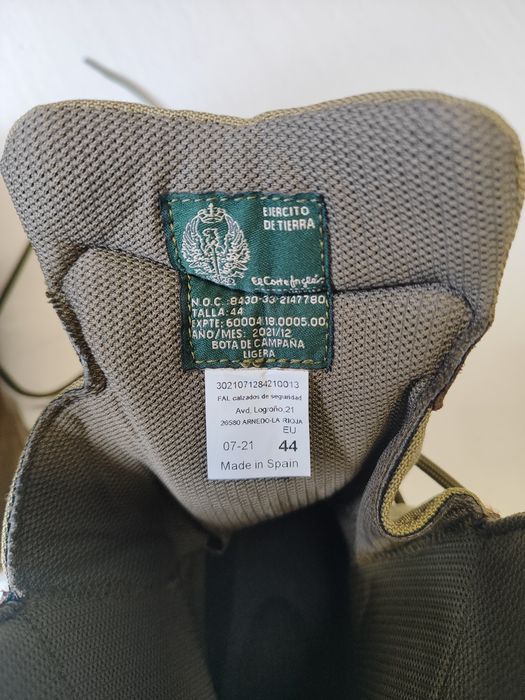 EJERCITO
DE TIERRA
El Corte Inglés
N.O.C. 8430-33-2147780
TALLA: 44
EXPTE: 60004.18.0005.00
AÑO/MES: 2021/12
BOTA DE CAMPAÑA
LIGERA
3021071284210013
FAL calzados de seguridad
Avd. Logroño,21
26580 ARNEDO-LA RIOJA
EU
07-21 44
Made in Spain